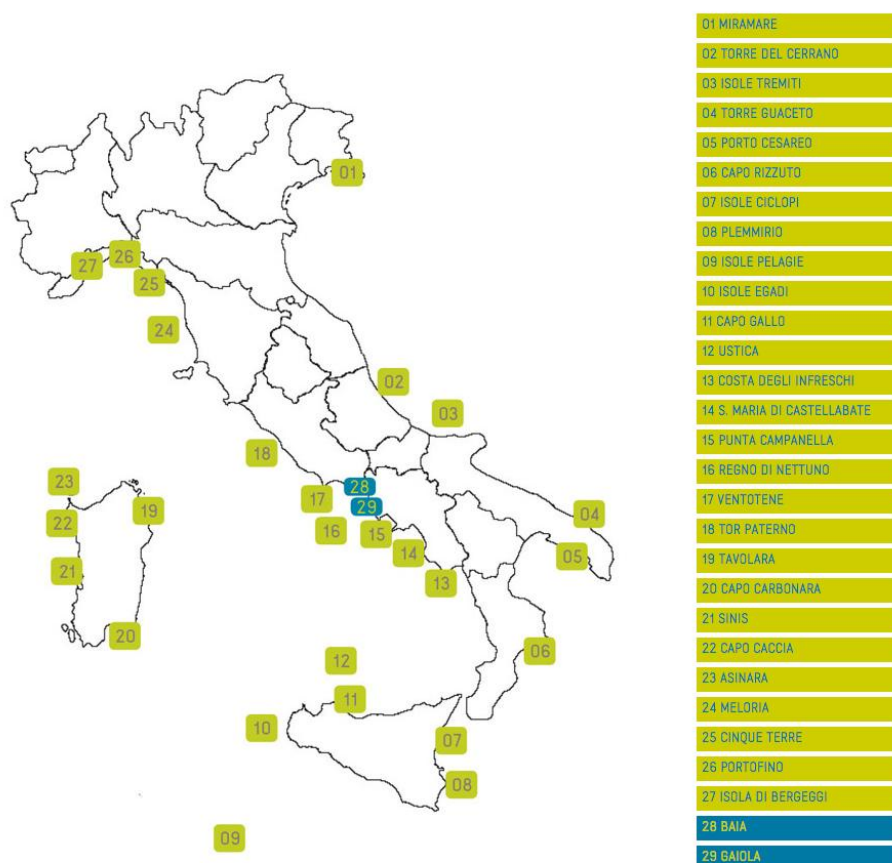 01 MIRAMARE
02 TORRE DEL CERRANO
03 ISOLE TREMITI
04 TORRE GUACETO
05 PORTO CESAREO
06 CAPO RIZZUTO
07 ISOLE CICLOPI
08 PLEMMIRIO
09 ISOLE PELAGIE
10 ISOLE EGADI
11 CAPO GALLO
12 USTICA
13 COSTA DEGLI INFRESCHI
14 S. MARIA DI CASTELLABATE
15 PUNTA CAMPANELLA
16 REGNO DI NETTUNO
17 VENTOTENE
18 TOR PATERNO
19 TAVOLARA
20 CAPO CARBONARA
21 SINIS
22 CAPO CACCIA
23 ASINARA
24 MELORIA
25 CINQUE TERRE
26 PORTOFINO
27 ISOLA DI BERGEGGI
28 BAIA
29 GAIOLA
01
26
27
25
24
02
03
18
23
28
17
29
19
22
04
16
15
14
05
21
13
20
06
12
11
10
07
08
09